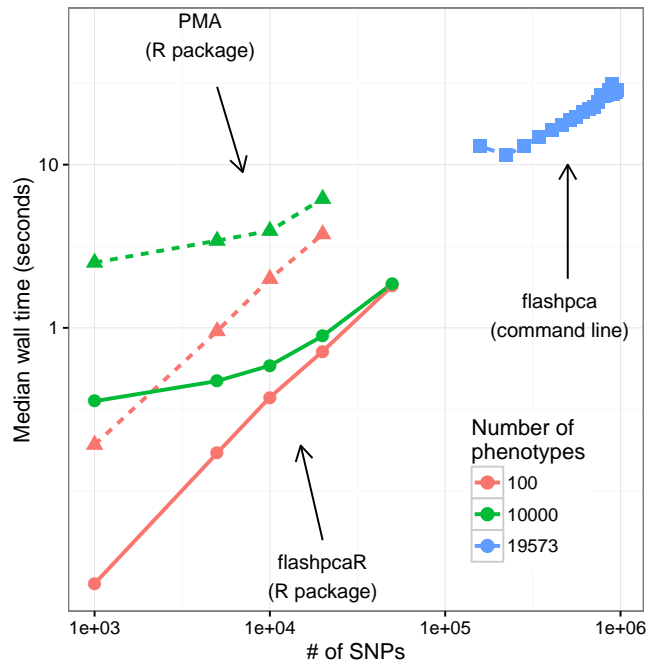 PMA
(R package)
10
1
Median wall time (seconds)
flashpca
(command line)
Number of
phenotypes
100
10000
19573
flashpcaR
(R package)
1e+03
1e+04
1e+05
1e+06
# of SNPs